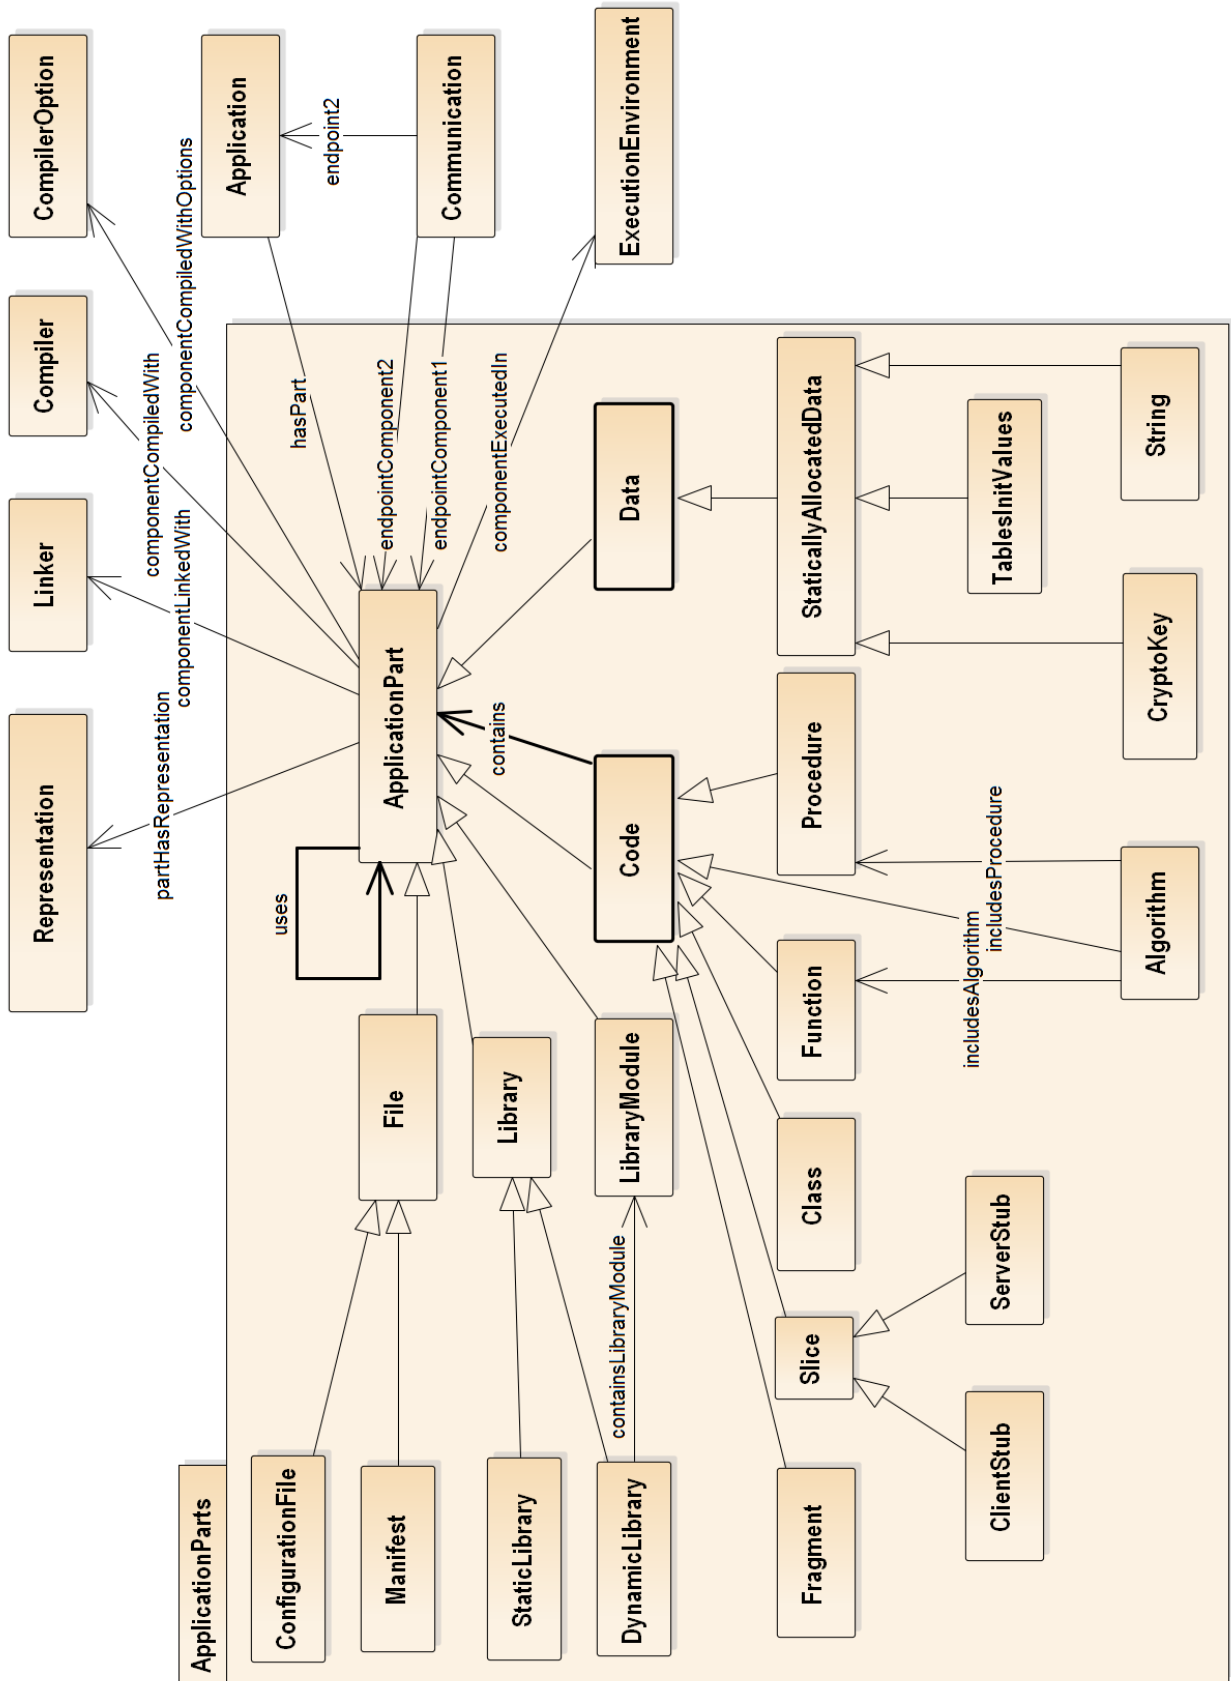 Representation
Linker
Compiler
CompilerOption
partHasRepresentation
componentLinkedWith
componentCompiledWith
componentCompiledWithOptions
Application
hasPart
endpoint2
Communication
endpointComponent2
endpointComponent1
componentExecutedIn
ExecutionEnvironment
ApplicationParts
ConfigurationFile
Manifest
File
uses
ApplicationPart
StaticLibrary
Library
contains
DynamicLibrary
containsLibraryModule
LibraryModule
Code
Data
Fragment
Slice
Class
Function
Procedure
StaticallyAllocatedData
ClientStub
ServerStub
includesAlgorithm
includesProcedure
TablesInitValues
Algorithm
CryptoKey
String